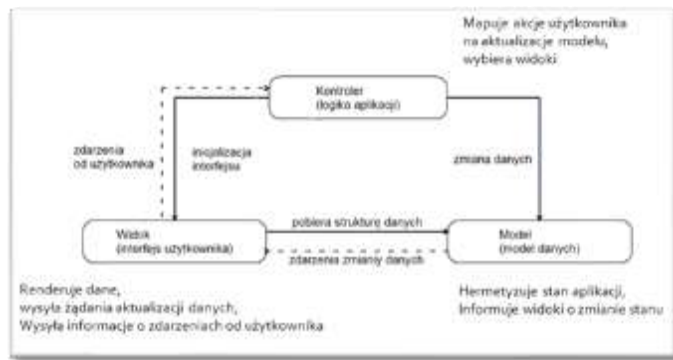 Mapuje akcje użytkownika
na aktualizacje modelu,
wybiera widoki
Kontroler
(logika aplikacji)
zdarzenia
od użytkownika
inicjalizacja
interfejsu
zmiana danych
Widok
(interfejs użytkownika)
pobiera strukturę danych
zdarzenia zmiany danych
Model
(model danych)
Renderuje dane,
wysyła żądania aktualizacji danych,
Wysyła informacje o zdarzeniach od użytkownika
Hermetyzuje stan aplikacji,
Informuje widoki o zmianie stanu